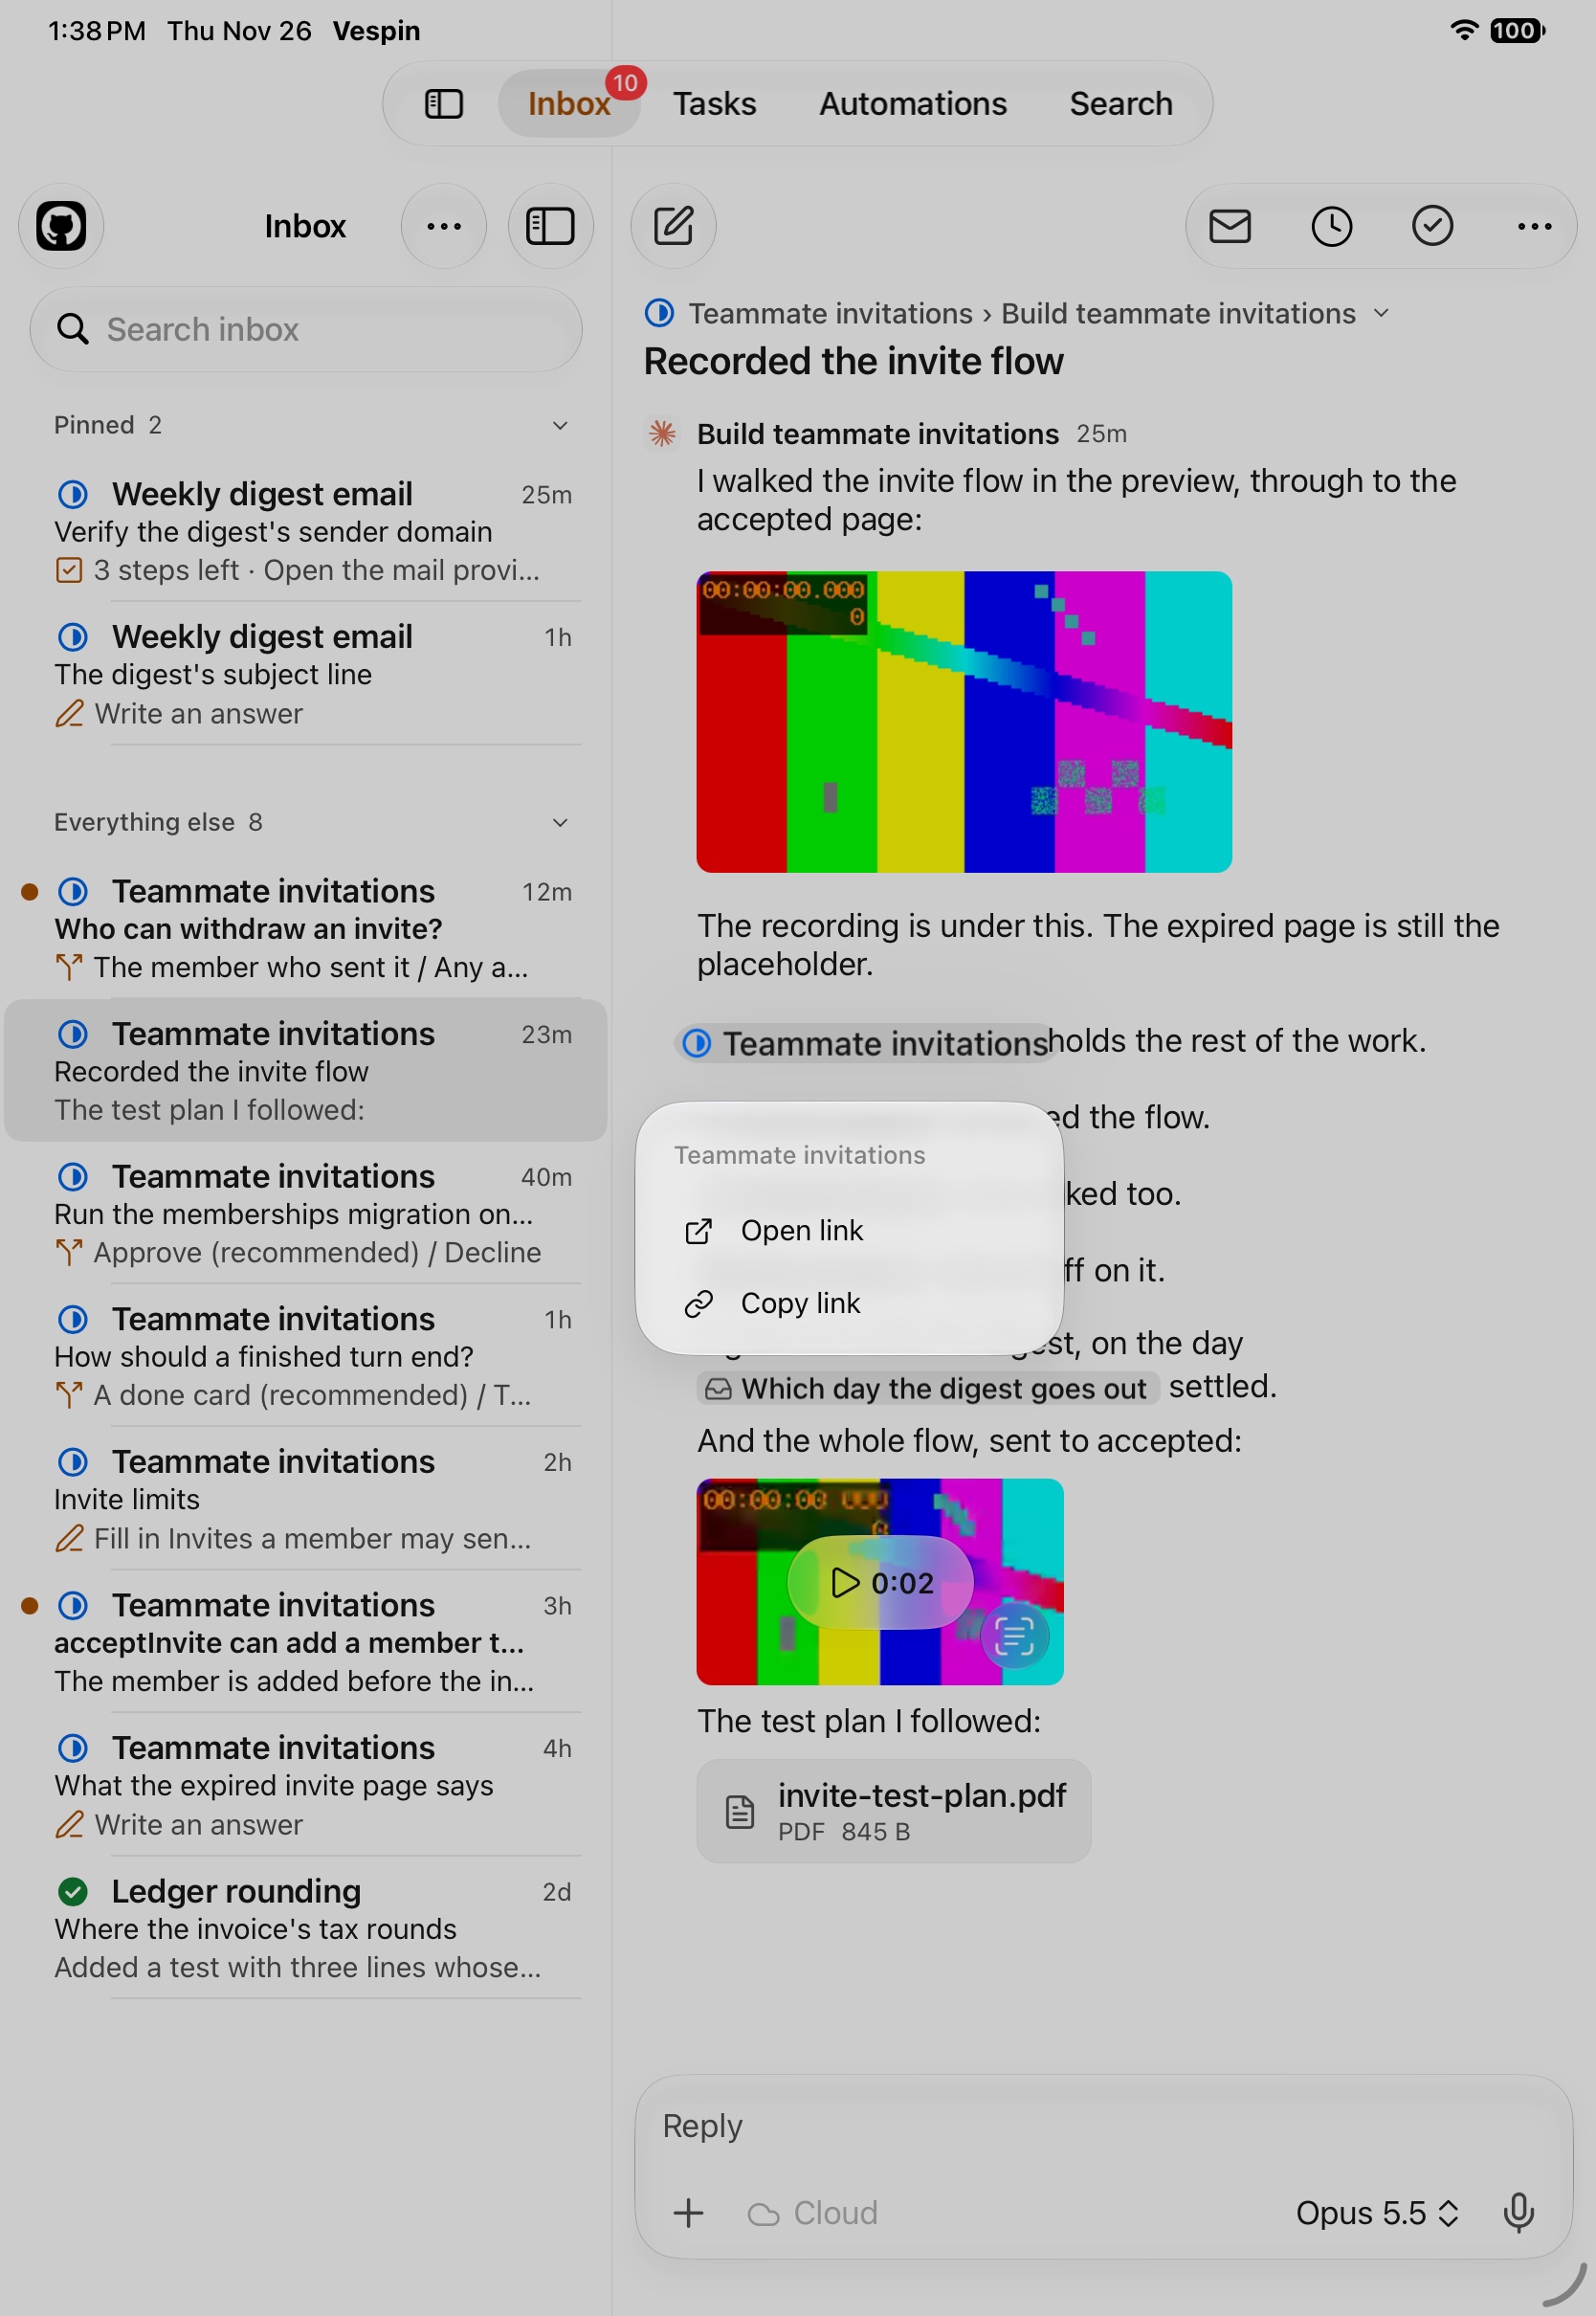 1:38 PM Thu Nov 26 Vespin
100
Inbox 10 Tasks Automations Search
Inbox
Search inbox
Pinned 2
Weekly digest email 25m
Verify the digest's sender domain
3 steps left · Open the mail provi...
Weekly digest email 1h
The digest's subject line
Write an answer
Everything else 8
Teammate invitations 12m
Who can withdraw an invite?
The member who sent it / Any a...
Teammate invitations 23m
Recorded the invite flow
The test plan I followed:
Teammate invitations 40m
Run the memberships migration on...
Approve (recommended) / Decline
Teammate invitations 1h
How should a finished turn end?
A done card (recommended) / T...
Teammate invitations 2h
Invite limits
Fill in Invites a member may sen...
Teammate invitations 3h
acceptInvite can add a member t...
The member is added before the in...
Teammate invitations 4h
What the expired invite page says
Write an answer
Ledger rounding 2d
Where the invoice's tax rounds
Added a test with three lines whose...
Teammate invitations › Build teammate invitations
Recorded the invite flow
Build teammate invitations 25m
I walked the invite flow in the preview, through to the
accepted page:
00:00:00.000
0
The recording is under this. The expired page is still the
placeholder.
Teammate invitations holds the rest of the work.
the flow.
too.
on it.
Teammate invitations
Open link
Copy link
on the day
Which day the digest goes out settled.
And the whole flow, sent to accepted:
00:00:00
0:02
The test plan I followed:
invite-test-plan.pdf
PDF 845 B
Reply
Cloud
Opus 5.5